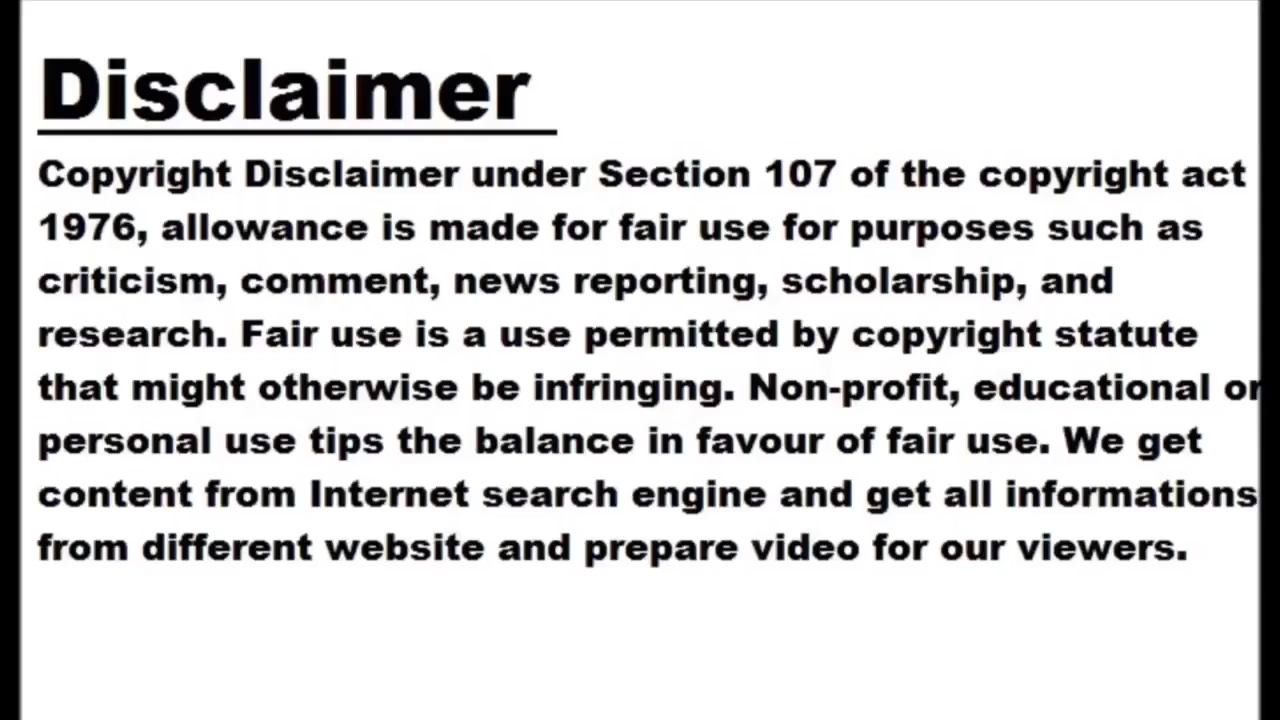 Disclaimer
Copyright Disclaimer under Section 107 of the copyright act
1976, allowance is made for fair use for purposes such as
criticism, comment, news reporting, scholarship, and
research. Fair use is a use permitted by copyright statute
that might otherwise be infringing. Non-profit, educational or
personal use tips the balance in favour of fair use. We get
content from Internet search engine and get all informations
from different website and prepare video for our viewers.